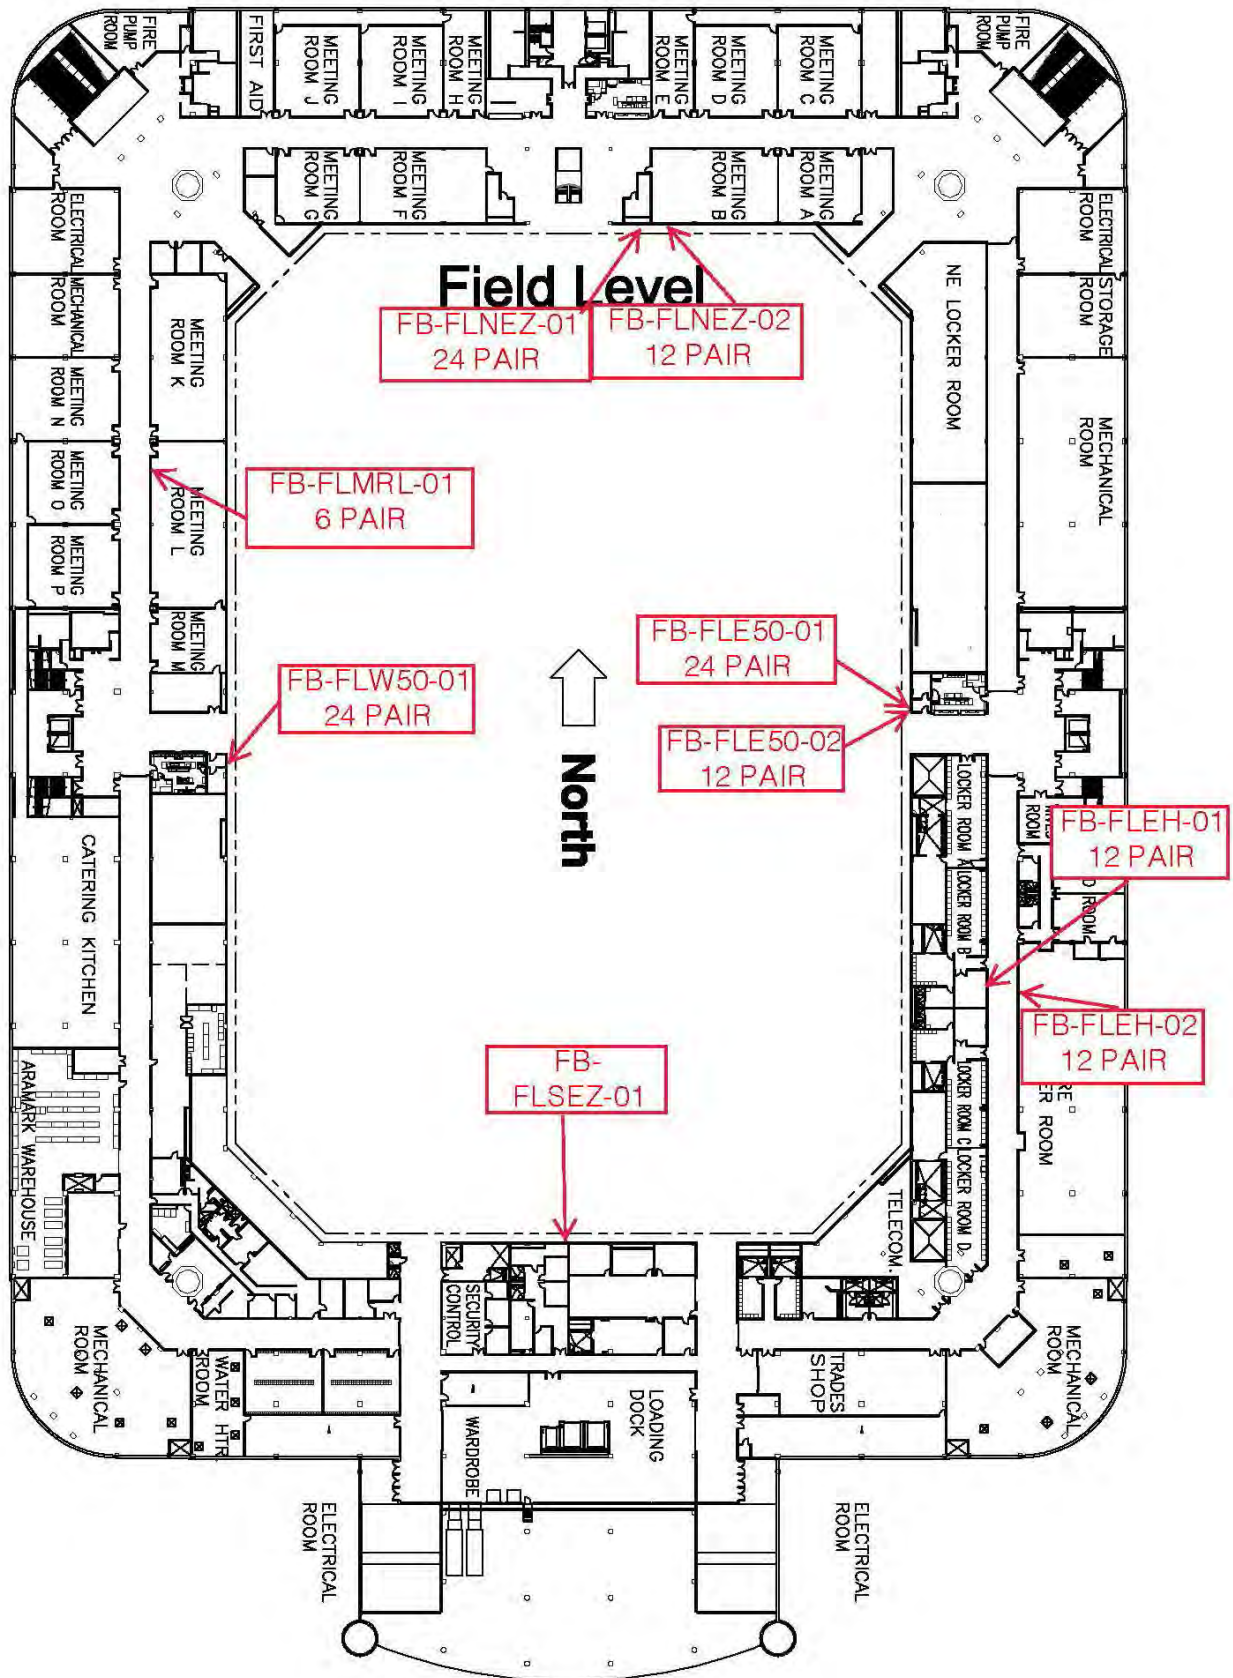 FIRE
PUMP
ROOM
FIRST AID
MEETING
ROOM J
MEETING
ROOM I
MEETING
ROOM H
MEETING
ROOM E
MEETING
ROOM D
MEETING
ROOM C
FIRE
PUMP
ROOM
MEETING
ROOM G
MEETING
ROOM F
MEETING
ROOM B
MEETING
ROOM A
ELECTRICAL
ROOM
MECHANICAL
ROOM
MEETING
ROOM N
MEETING
ROOM O
MEETING
ROOM P
MEETING
ROOM K
MEETING
ROOM L
MEETING
ROOM M
Field Level
FB-FLNEZ-01
24 PAIR
FB-FLNEZ-02
12 PAIR
NE LOCKER ROOM
ELECTRICAL
ROOM
STORAGE
ROOM
MECHANICAL
ROOM
FB-FLMRL-01
6 PAIR
FB-FLE50-01
24 PAIR
FB-FLW50-01
24 PAIR
FB-FLE50-02
12 PAIR
North
LOCKER ROOM A
LOCKER ROOM B
ROOM
FB-FLEH-01
12 PAIR
ROOM
CATERING KITCHEN
FB-FLEH-02
12 PAIR
FB-
FLSEZ-01
ARAMARK WAREHOUSE
LOCKER ROOM C
LOCKER ROOM D
ROOM
TELECOM.
SECURITY
CONTROL
MECHANICAL
ROOM
WATER HTR
ROOM
WARDROBE
LOADING
DOCK
TRADES
SHOP
MECHANICAL
ROOM
ELECTRICAL
ROOM
ELECTRICAL
ROOM